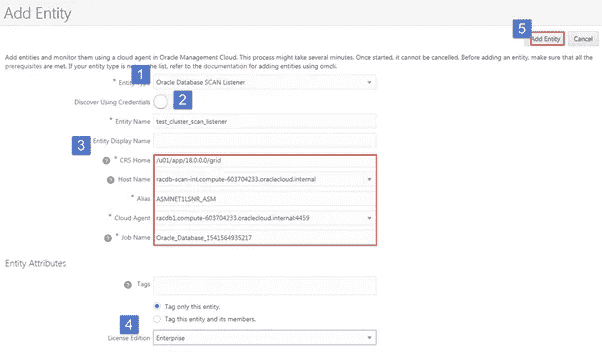 Add Entity
5
Add Entity Cancel
Add entities and monitor them using a cloud agent in Oracle Management Cloud. This process might take several minutes. Once started, it cannot be cancelled. Before adding an entity, make sure that all the
prerequisites are met. If your entity type is not in the list, refer to the documentation for adding entities using omcli.
1
* Entity Type Oracle Database SCAN Listener
Discover Using Credentials 2
* Entity Name test_cluster_scan_listener
3 Entity Display Name
? * CRS Home /u01/app/18.0.0.0/grid
? Host Name racdb-scan-int.compute-603704233.oraclecloud.internal
* Alias ASMNET1LSNR_ASM
* Cloud Agent racdb1.compute-603704233.oraclecloud.internal:4459
? * Job Name Oracle_Database_1541564935217
Entity Attributes
? Tags
Tag only this entity.
4 Tag this entity and its members.
License Edition Enterprise